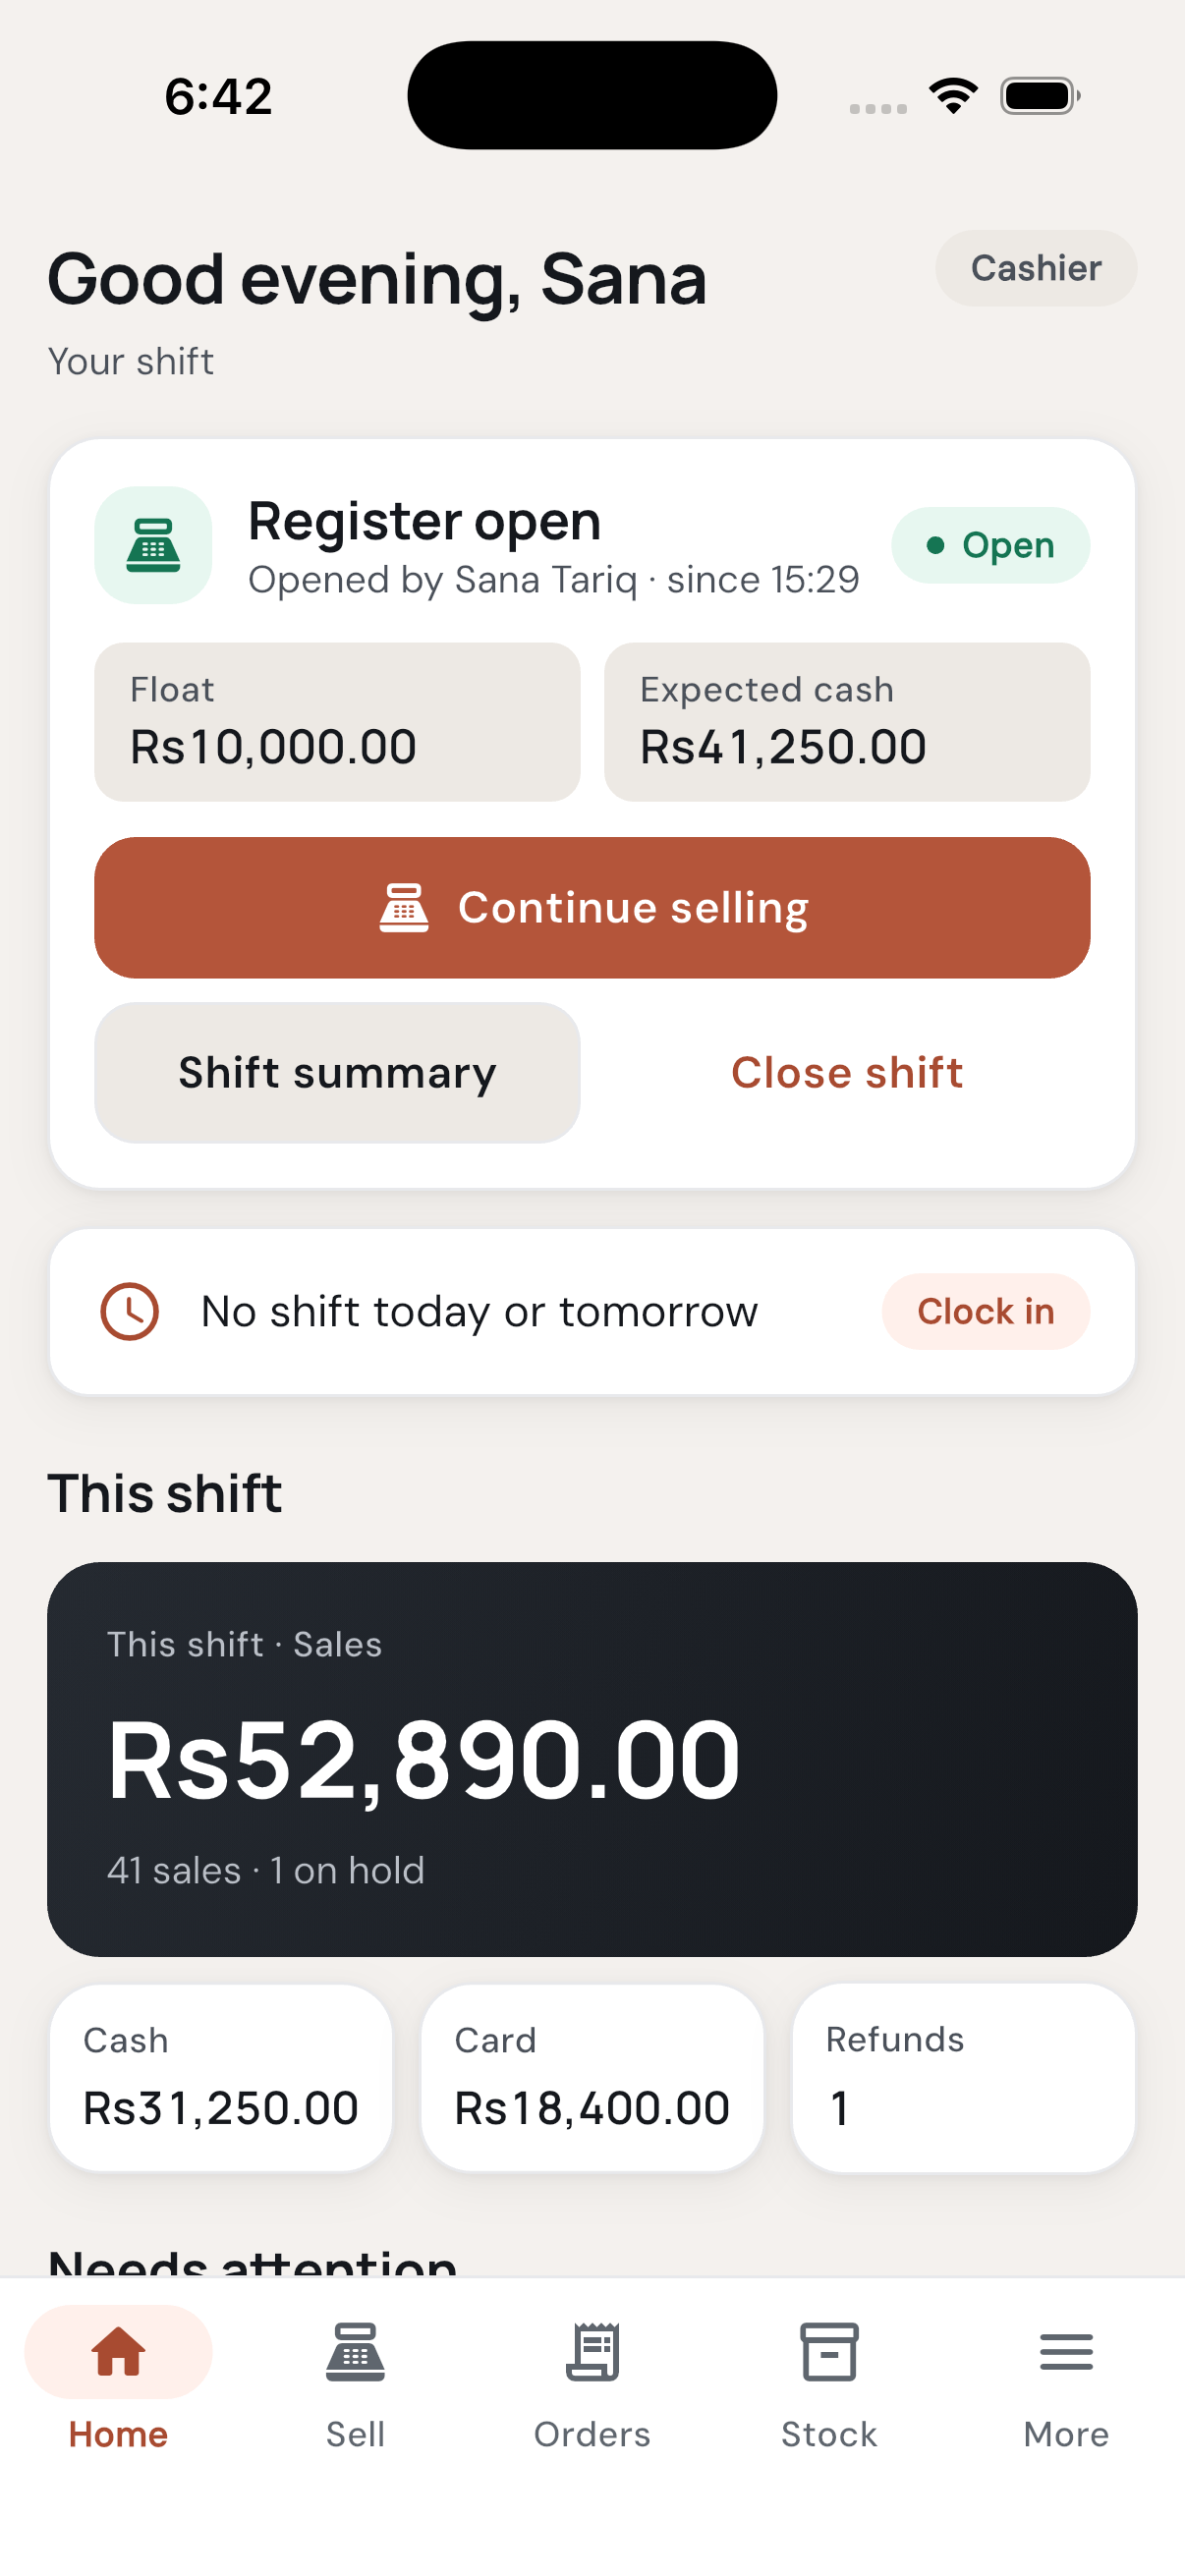 6:42
Good evening, Sana
Cashier
Your shift
Register open
Opened by Sana Tariq · since 15:29
Open
Float
Rs10,000.00
Expected cash
Rs41,250.00
Continue selling
Shift summary
Close shift
No shift today or tomorrow
Clock in
This shift
This shift · Sales
Rs52,890.00
41 sales · 1 on hold
Cash
Rs31,250.00
Card
Rs18,400.00
Refunds
1
Needs attention
Home
Sell
Orders
Stock
More